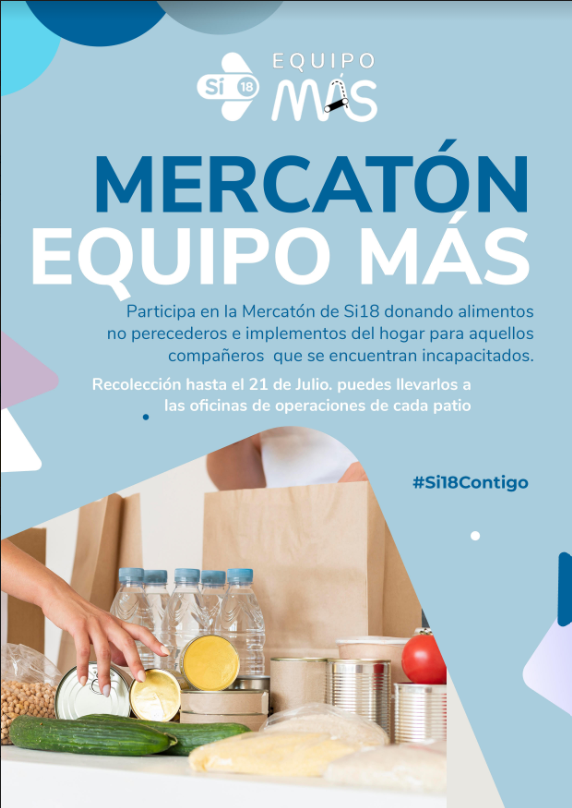 Si 18
EQUIPO
MÁS
MERCATÓN
EQUIPO MÁS
Participa en la Mercatón de Si18 donando alimentos
no perecederos e implementos del hogar para aquellos
compañeros que se encuentran incapacitados.
Recolección hasta el 21 de Julio. puedes llevarlos a
las oficinas de operaciones de cada patio
#Si18Contigo